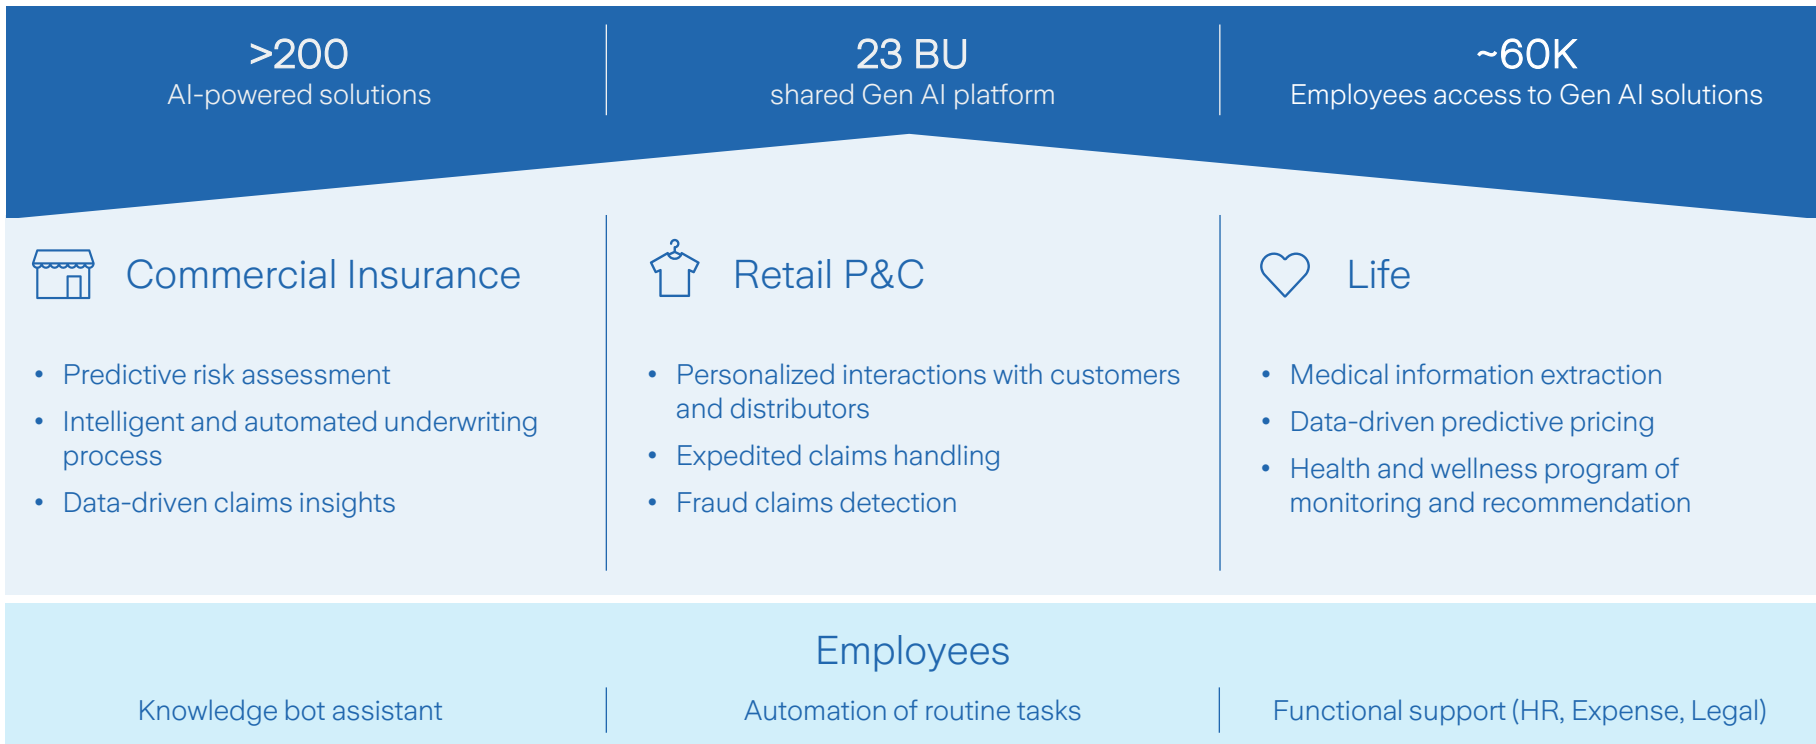 >200
AI-powered solutions
23 BU
shared Gen AI platform
~60K
Employees access to Gen AI solutions
Commercial Insurance
• Predictive risk assessment
• Intelligent and automated underwriting
process
• Data-driven claims insights
Retail P&C
• Personalized interactions with customers
and distributors
• Expedited claims handling
• Fraud claims detection
Life
• Medical information extraction
• Data-driven predictive pricing
• Health and wellness program of
monitoring and recommendation
Employees
Knowledge bot assistant
Automation of routine tasks
Functional support (HR, Expense, Legal)